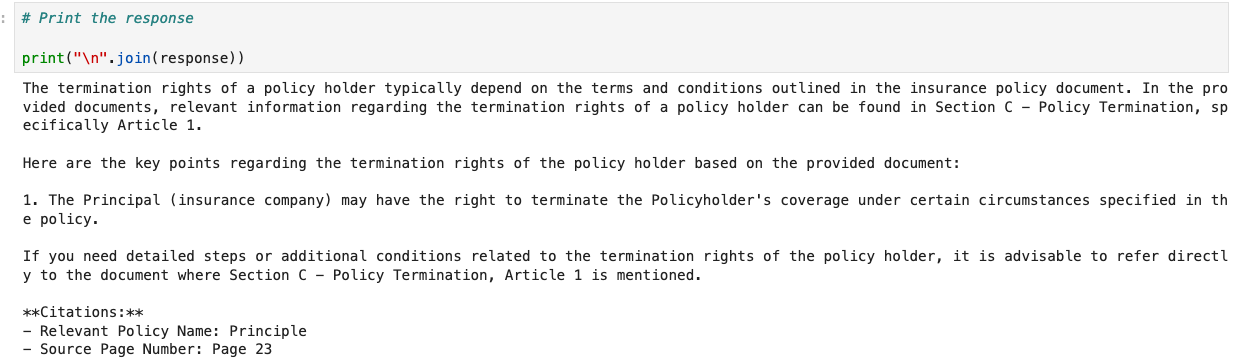 :
# Print the response
print("\n".join(response))
The termination rights of a policy holder typically depend on the terms and conditions outlined in the insurance policy document. In the pro
vided documents, relevant information regarding the termination rights of a policy holder can be found in Section C – Policy Termination, sp
ecifically Article 1.
Here are the key points regarding the termination rights of the policy holder based on the provided document:
1. The Principal (insurance company) may have the right to terminate the Policyholder's coverage under certain circumstances specified in th
e policy.
If you need detailed steps or additional conditions related to the termination rights of the policy holder, it is advisable to refer directl
y to the document where Section C – Policy Termination, Article 1 is mentioned.
**Citations:**
– Relevant Policy Name: Principle
– Source Page Number: Page 23